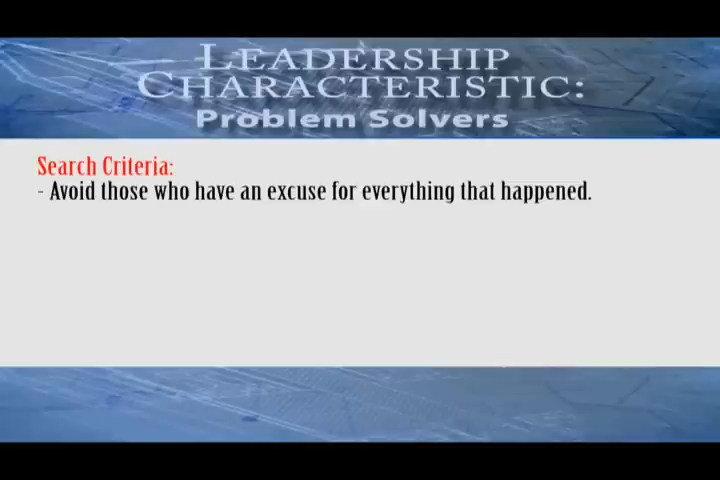 LEADERSHIP
CHARACTERISTIC:
Problem Solvers
Search Criteria:
- Avoid those who have an excuse for everything that happened.